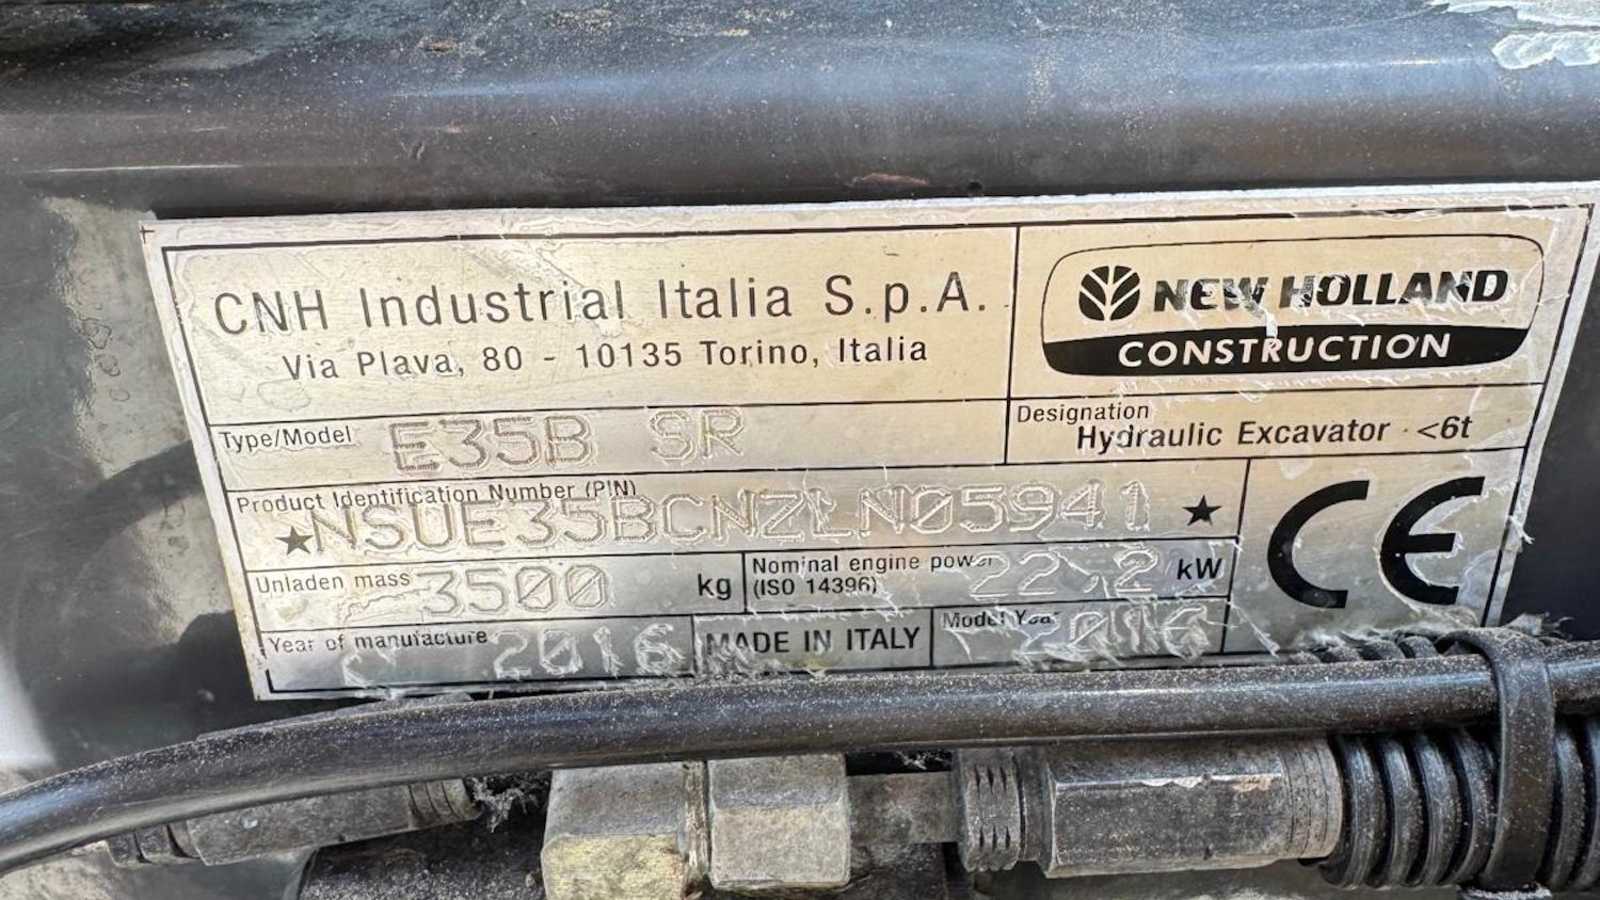 CNH Industrial Italia S.p.A.
Via Plava, 80 - 10135 Torino, Italia
NEW HOLLAND
CONSTRUCTION
Type/Model E35B SR
Designation
Hydraulic Excavator <6t
Product Identification Number (PIN)
★NSUE35BCNZLN05941★
Unladen mass 3500 kg
Nominal engine power 22,2 kW
(ISO 14396)
Year of manufacture 2016
MADE IN ITALY
Model Year 2016
CE